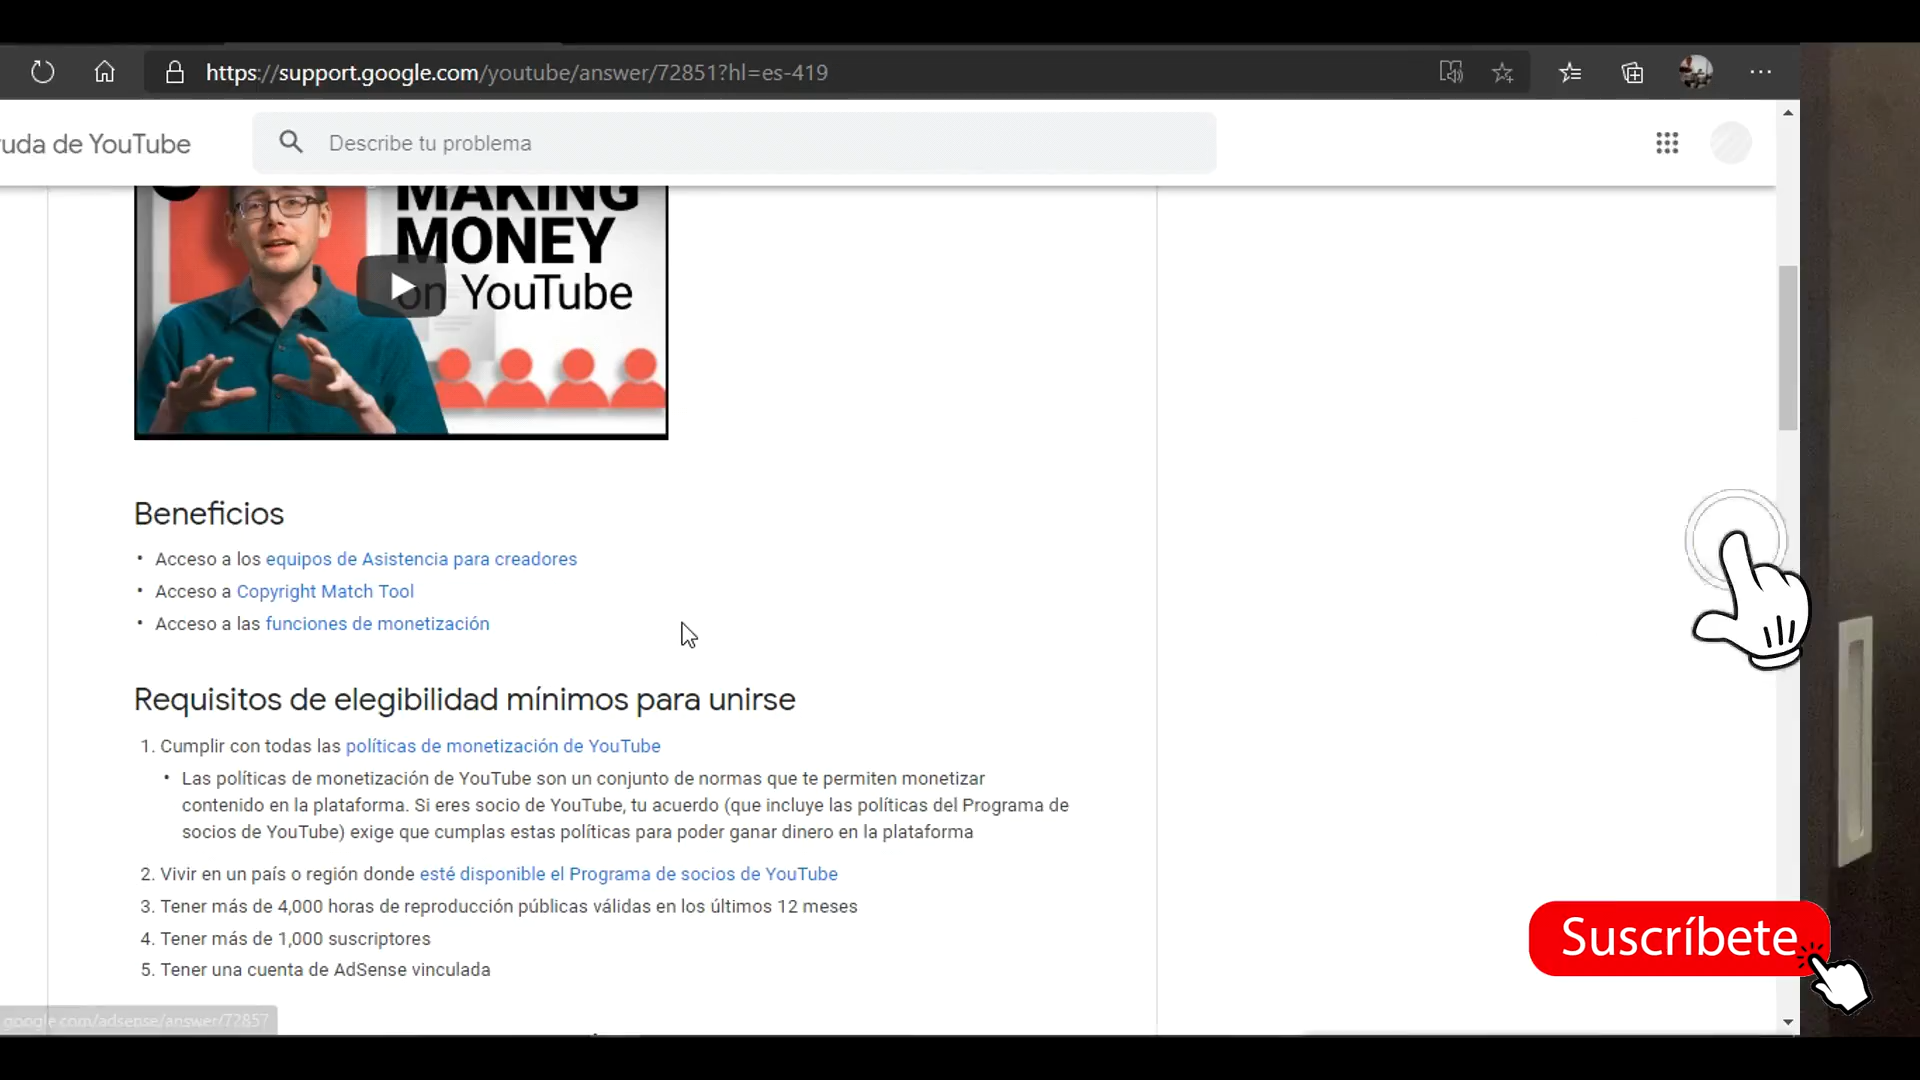 https://support.google.com/youtube/answer/72851?hl=es-419
uda de YouTube
Describe tu problema
MAKING
MONEY
on YouTube
Beneficios
• Acceso a los equipos de Asistencia para creadores
• Acceso a Copyright Match Tool
• Acceso a las funciones de monetización
Requisitos de elegibilidad mínimos para unirse
1. Cumplir con todas las políticas de monetización de YouTube
• Las políticas de monetización de YouTube son un conjunto de normas que te permiten monetizar
contenido en la plataforma. Si eres socio de YouTube, tu acuerdo (que incluye las políticas del Programa de
socios de YouTube) exige que cumplas estas políticas para poder ganar dinero en la plataforma
2. Vivir en un país o región donde esté disponible el Programa de socios de YouTube
3. Tener más de 4,000 horas de reproducción públicas válidas en los últimos 12 meses
4. Tener más de 1,000 suscriptores
5. Tener una cuenta de AdSense vinculada
Suscríbete
google.com/adsense/answer/72857